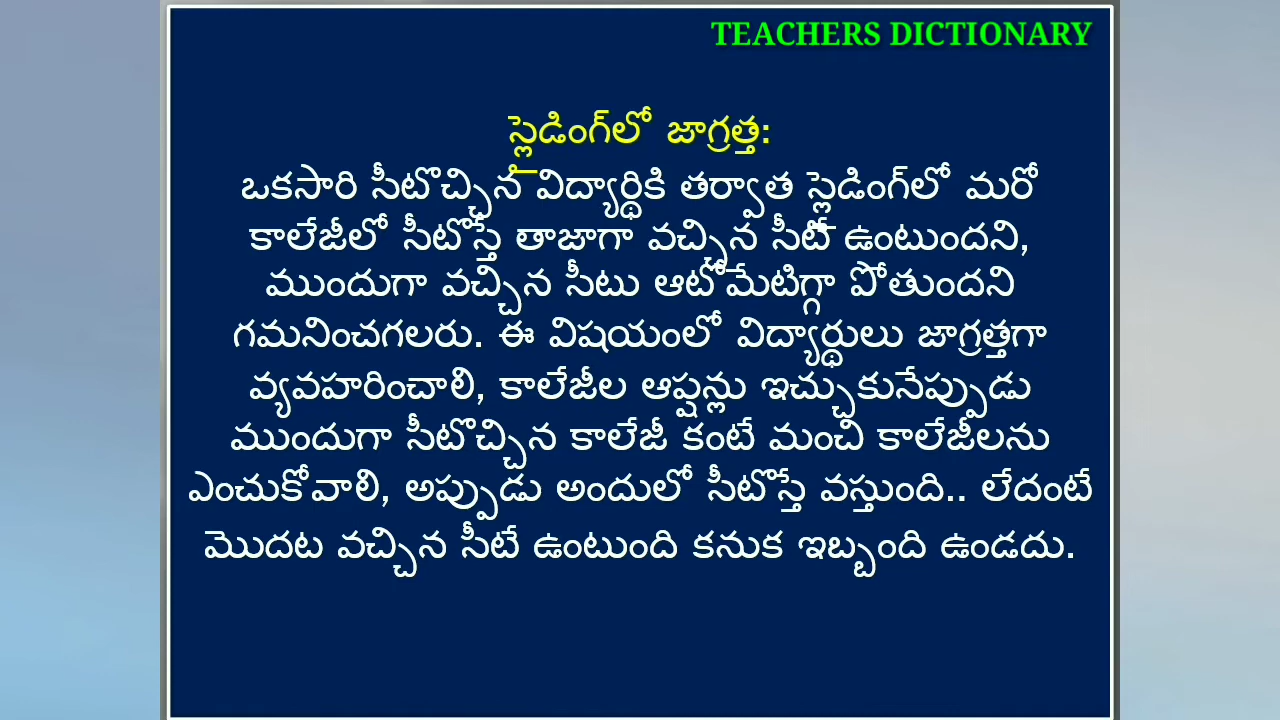 TEACHERS DICTIONARY
స్లైడింగ్‌లో జాగ్రత్త:
ఒకసారి సీటొచ్చిన విద్యార్థికి తర్వాత స్లైడింగ్‌లో మరో
కాలేజీలో సీటొస్తే తాజాగా వచ్చిన సీటే ఉంటుందని,
ముందుగా వచ్చిన సీటు ఆటోమేటిగ్గా పోతుందని
గమనించగలరు. ఈ విషయంలో విద్యార్థులు జాగ్రత్తగా
వ్యవహరించాలి, కాలేజీల ఆప్షన్లు ఇచ్చుకునేప్పుడు
ముందుగా సీటొచ్చిన కాలేజీ కంటే మంచి కాలేజీలను
ఎంచుకోవాలి, అప్పుడు అందులో సీటొస్తే వస్తుంది.. లేదంటే
మొదట వచ్చిన సీటే ఉంటుంది కనుక ఇబ్బంది ఉండదు.